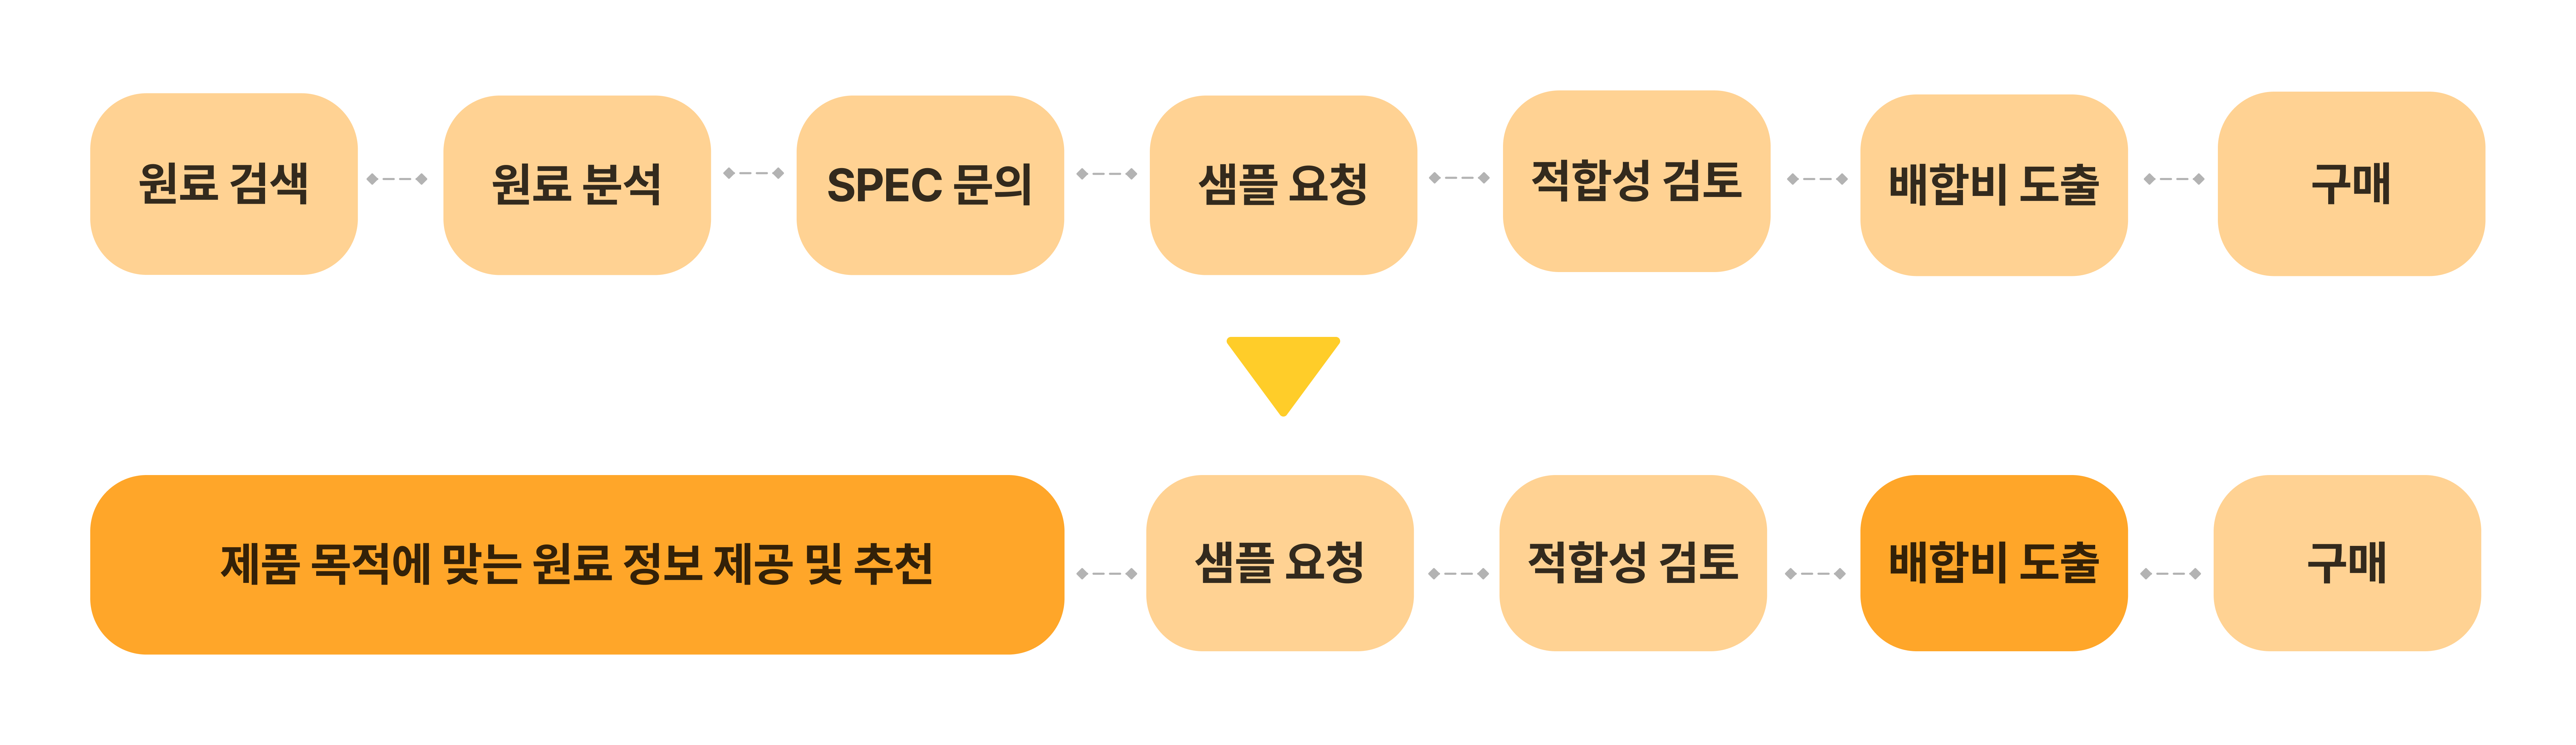 원료 검색
원료 분석
SPEC 문의
샘플 요청
적합성 검토
배합비 도출
구매
제품 목적에 맞는 원료 정보 제공 및 추천
샘플 요청
적합성 검토
배합비 도출
구매